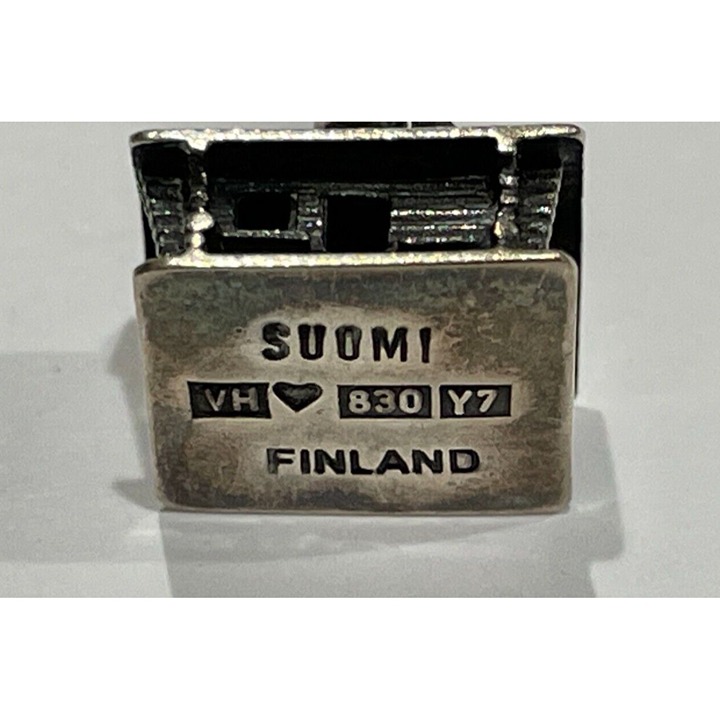 SUOMI
VH ♥ 830 Y7
FINLAND